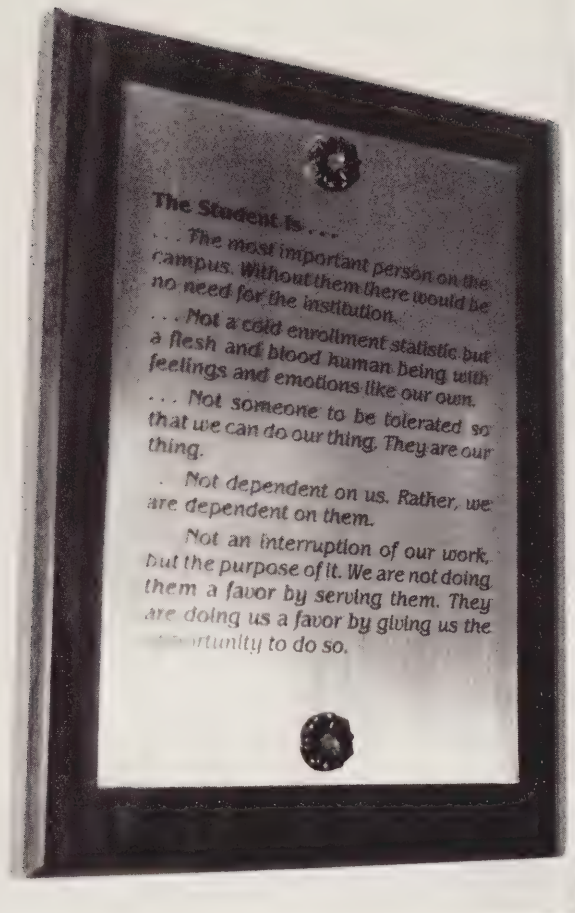 The Student Is . . .
. . . The most important person on the
campus. Without them there would be
no need for the institution.
. . . Not a cold enrollment statistic but
a flesh and blood human being with
feelings and emotions like our own.
. . . Not someone to be tolerated so
that we can do our thing. They are our
thing.
. Not dependent on us. Rather, we
are dependent on them.
Not an interruption of our work,
but the purpose of it. We are not doing
them a favor by serving them. They
are doing us a favor by giving us the
opportunity to do so.